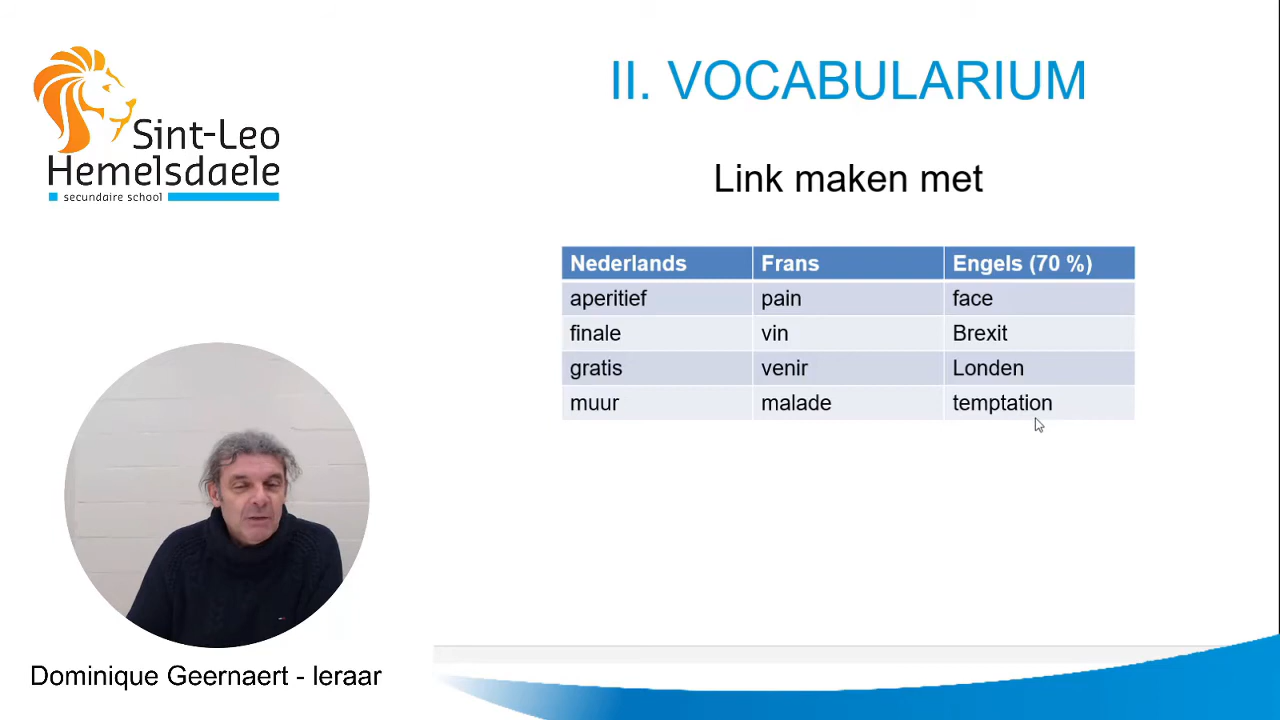 Sint-Leo
Hemelsdaele
secundaire school
II. VOCABULARIUM
Link maken met
Nederlands Frans Engels (70 %)
aperitief pain face
finale vin Brexit
gratis venir Londen
muur malade temptation
Dominique Geernaert - leraar